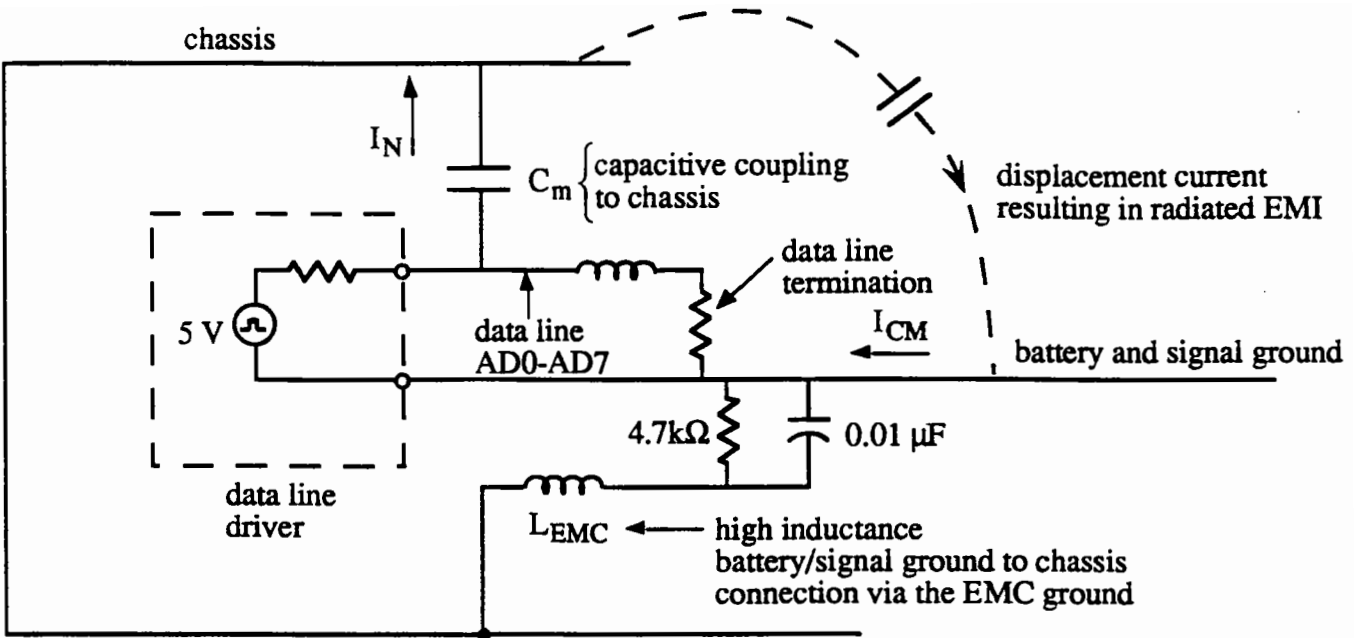 chassis
I_N
C_m
capacitive coupling
to chassis
displacement current
resulting in radiated EMI
data line
termination
5 V
data line
AD0-AD7
I_CM
battery and signal ground
4.7kΩ
0.01 μF
data line
driver
L_EMC
high inductance
battery/signal ground to chassis
connection via the EMC ground